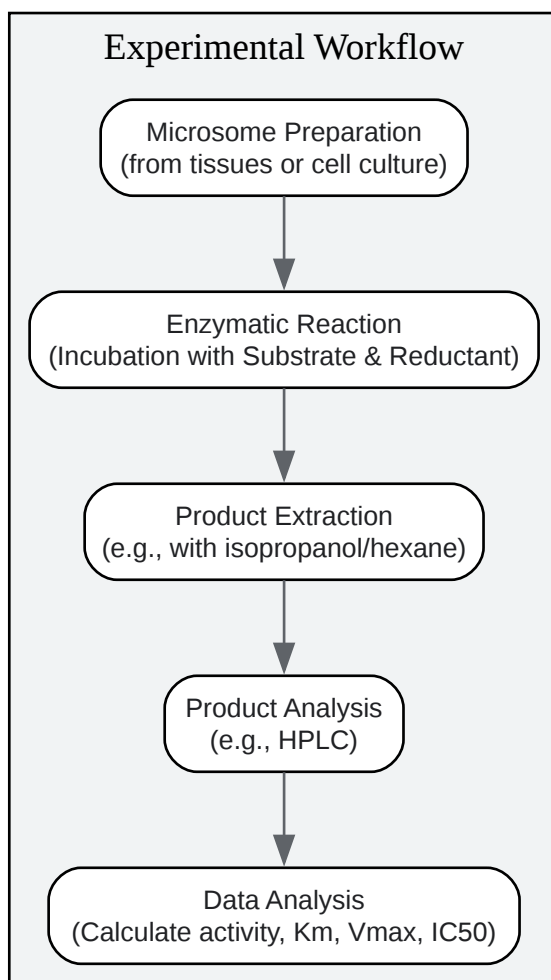 Experimental Workflow
Microsome Preparation
(from tissues or cell culture)
Enzymatic Reaction
(Incubation with Substrate & Reductant)
Product Extraction
(e.g., with isopropanol/hexane)
Product Analysis
(e.g., HPLC)
Data Analysis
(Calculate activity, Km, Vmax, IC50)